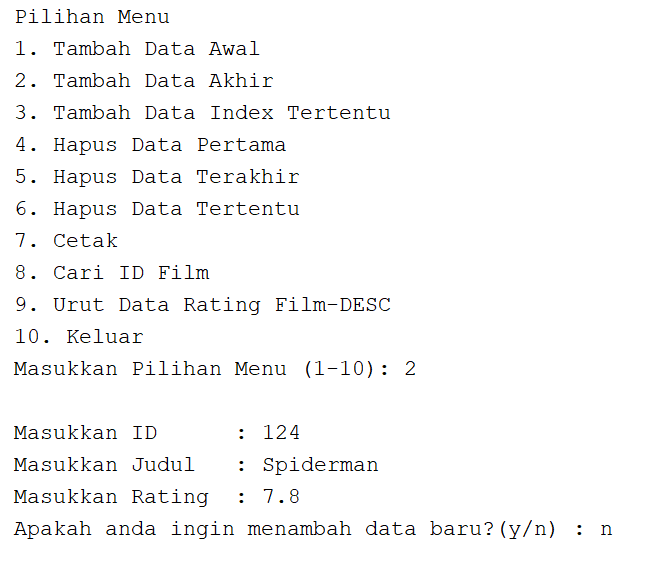 Pilihan Menu
1. Tambah Data Awal
2. Tambah Data Akhir
3. Tambah Data Index Tertentu
4. Hapus Data Pertama
5. Hapus Data Terakhir
6. Hapus Data Tertentu
7. Cetak
8. Cari ID Film
9. Urut Data Rating Film-DESC
10. Keluar
Masukkan Pilihan Menu (1-10): 2
Masukkan ID : 124
Masukkan Judul : Spiderman
Masukkan Rating : 7.8
Apakah anda ingin menambah data baru?(y/n) : n